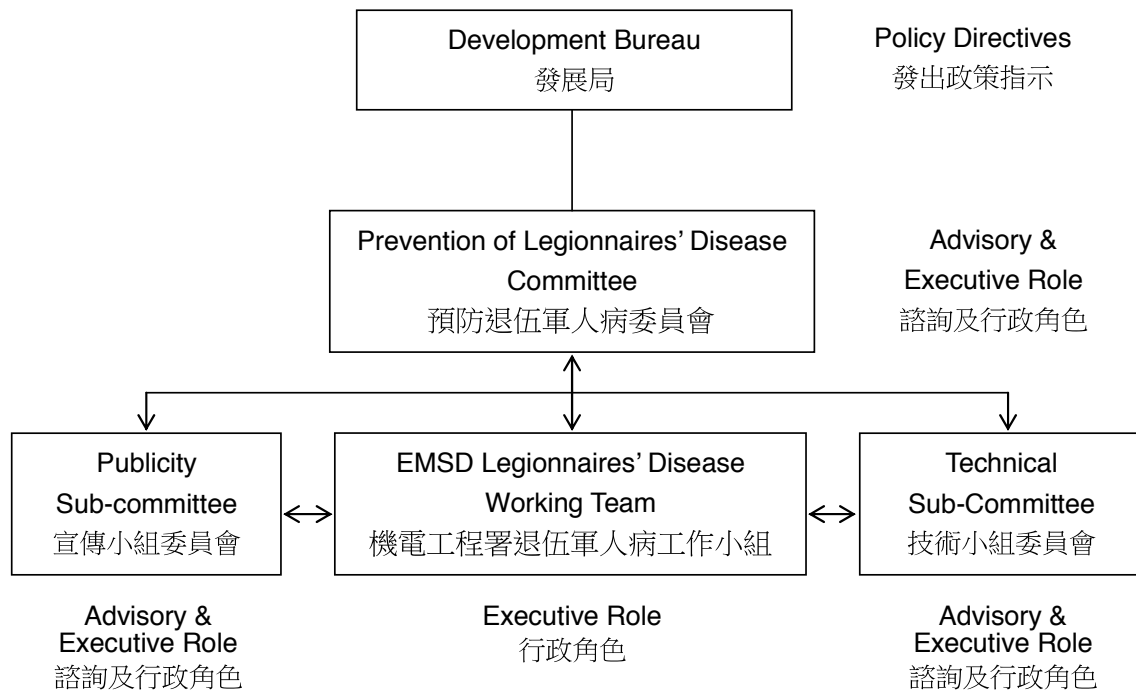 Development Bureau
發展局
Policy Directives
發出政策指示
Prevention of Legionnaires’ Disease
Committee
預防退伍軍人病委員會
Advisory &
Executive Role
諮詢及行政角色
Publicity
Sub-committee
宣傳小組委員會
EMSD Legionnaires’ Disease
Working Team
機電工程署退伍軍人病工作小組
Technical
Sub-Committee
技術小組委員會
Advisory &
Executive Role
諮詢及行政角色
Executive Role
行政角色
Advisory &
Executive Role
諮詢及行政角色